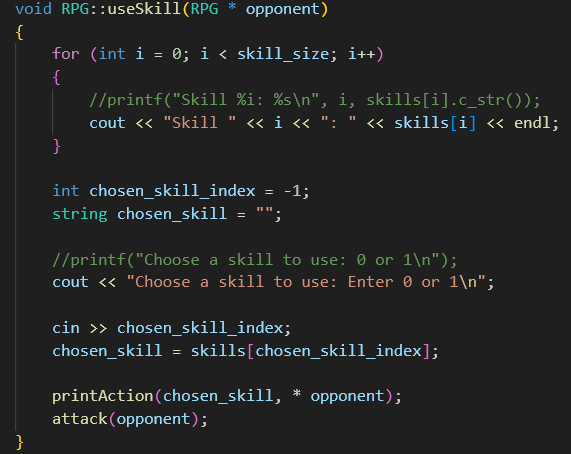 void RPG::useSkill(RPG * opponent)
{
    for (int i = 0; i < skill_size; i++)
    {
        //printf("Skill %i: %s\n", i, skills[i].c_str());
        cout << "Skill " << i << ": " << skills[i] << endl;
    }

    int chosen_skill_index = -1;
    string chosen_skill = "";

    //printf("Choose a skill to use: 0 or 1\n");
    cout << "Choose a skill to use: Enter 0 or 1\n";

    cin >> chosen_skill_index;
    chosen_skill = skills[chosen_skill_index];

    printAction(chosen_skill, * opponent);
    attack(opponent);
}